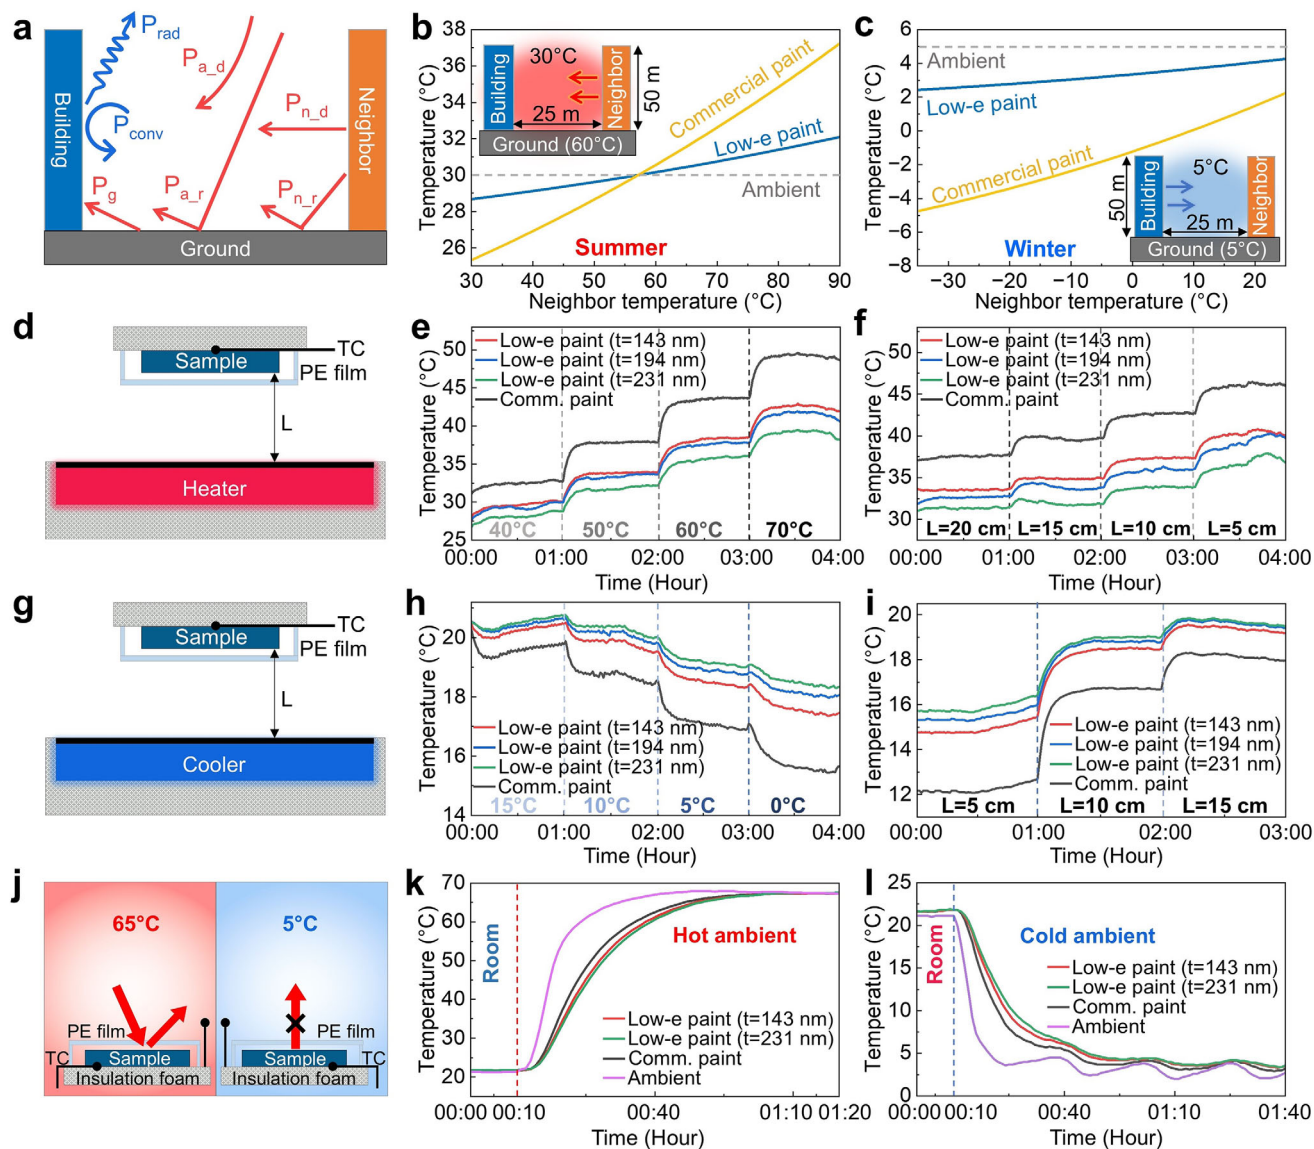 a
P_rad
P_a_d
P_n_d
P_conv
P_g
P_a_r
P_n_r
Building
Neighbor
Ground
b
Temperature (°C)
38
36
34
32
30
28
26
24
30°C
Building
Neighbor
25 m
50 m
Ground (60°C)
Commercial paint
Low-e paint
Ambient
Summer
30 40 50 60 70 80 90
Neighbor temperature (°C)
c
Temperature (°C)
6
4
2
0
−2
−4
−6
−8
Ambient
Low-e paint
Commercial paint
5°C
Building
Neighbor
25 m
50 m
Ground (5°C)
Winter
−30 −20 −10 0 10 20
Neighbor temperature (°C)
d
Sample
TC
PE film
L
Heater
e
Temperature (°C)
50
45
40
35
30
25
Low-e paint (t=143 nm)
Low-e paint (t=194 nm)
Low-e paint (t=231 nm)
Comm. paint
40°C 50°C 60°C 70°C
00:00 01:00 02:00 03:00 04:00
Time (Hour)
f
Temperature (°C)
50
45
40
35
30
Low-e paint (t=143 nm)
Low-e paint (t=194 nm)
Low-e paint (t=231 nm)
Comm. paint
L=20 cm L=15 cm L=10 cm L=5 cm
00:00 01:00 02:00 03:00 04:00
Time (Hour)
g
Sample
TC
PE film
L
Cooler
h
Temperature (°C)
20
18
16
14
Low-e paint (t=143 nm)
Low-e paint (t=194 nm)
Low-e paint (t=231 nm)
Comm. paint
15°C 10°C 5°C 0°C
00:00 01:00 02:00 03:00 04:00
Time (Hour)
i
Temperature (°C)
20
18
16
14
12
Low-e paint (t=143 nm)
Low-e paint (t=194 nm)
Low-e paint (t=231 nm)
Comm. paint
L=5 cm L=10 cm L=15 cm
00:00 01:00 02:00 03:00
Time (Hour)
j
65°C
5°C
PE film
PE film
TC
Sample
Sample
TC
Insulation foam
Insulation foam
k
Temperature (°C)
70
60
50
40
30
20
Room
Hot ambient
Low-e paint (t=143 nm)
Low-e paint (t=231 nm)
Comm. paint
Ambient
00:00 00:10 00:40 01:10 01:20
Time (Hour)
l
Temperature (°C)
25
20
15
10
5
0
Room
Cold ambient
Low-e paint (t=143 nm)
Low-e paint (t=231 nm)
Comm. paint
Ambient
00:00 00:10 00:40 01:10 01:40
Time (Hour)